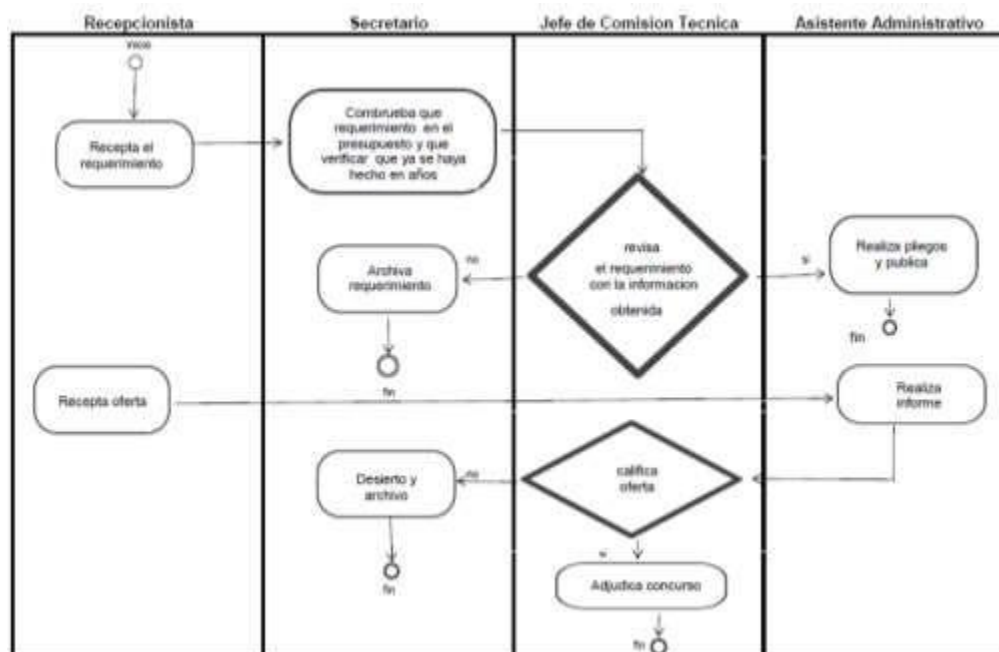 Recepcionista
Secretario
Jefe de Comision Tecnica
Asistente Administrativo
inicio
Recepta el
requerimiento
Combrueba que
requerimiento en el
presupuesto y que
verificar que ya se haya
hecho en años
revisa
el requerimiento
con la informacion
obtenida
no
Archiva
requerimiento
fin
si
Realiza pliegos
y publica
fin
Recepta oferta
Realiza
informe
califica
oferta
no
Desierto y
archivo
fin
si
Adjudica concurso
fin